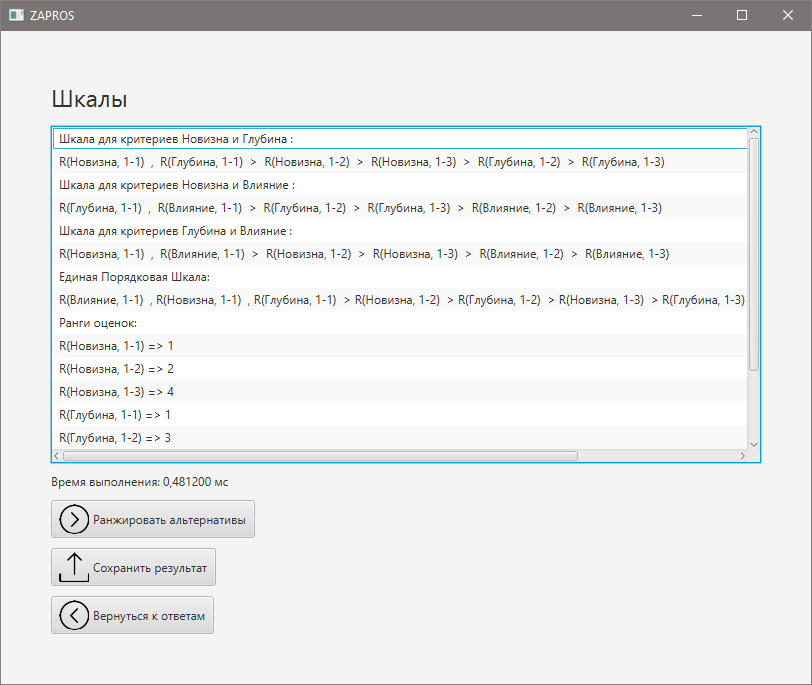 ZAPROS
Шкалы
Шкала для критериев Новизна и Глубина :
R(Новизна, 1-1) , R(Глубина, 1-1) > R(Новизна, 1-2) > R(Новизна, 1-3) > R(Глубина, 1-2) > R(Глубина, 1-3)
Шкала для критериев Новизна и Влияние :
R(Глубина, 1-1) , R(Влияние, 1-1) > R(Глубина, 1-2) > R(Глубина, 1-3) > R(Влияние, 1-2) > R(Влияние, 1-3)
Шкала для критериев Глубина и Влияние :
R(Новизна, 1-1) , R(Влияние, 1-1) > R(Новизна, 1-2) > R(Новизна, 1-3) > R(Влияние, 1-2) > R(Влияние, 1-3)
Единая Порядковая Шкала:
R(Влияние, 1-1) , R(Новизна, 1-1) , R(Глубина, 1-1) > R(Новизна, 1-2) > R(Глубина, 1-2) > R(Новизна, 1-3) > R(Глубина, 1-3)
Ранги оценок:
R(Новизна, 1-1) => 1
R(Новизна, 1-2) => 2
R(Новизна, 1-3) => 4
R(Глубина, 1-1) => 1
R(Глубина, 1-2) => 3
Время выполнения: 0,481200 мс
Ранжировать альтернативы
Сохранить результат
Вернуться к ответам